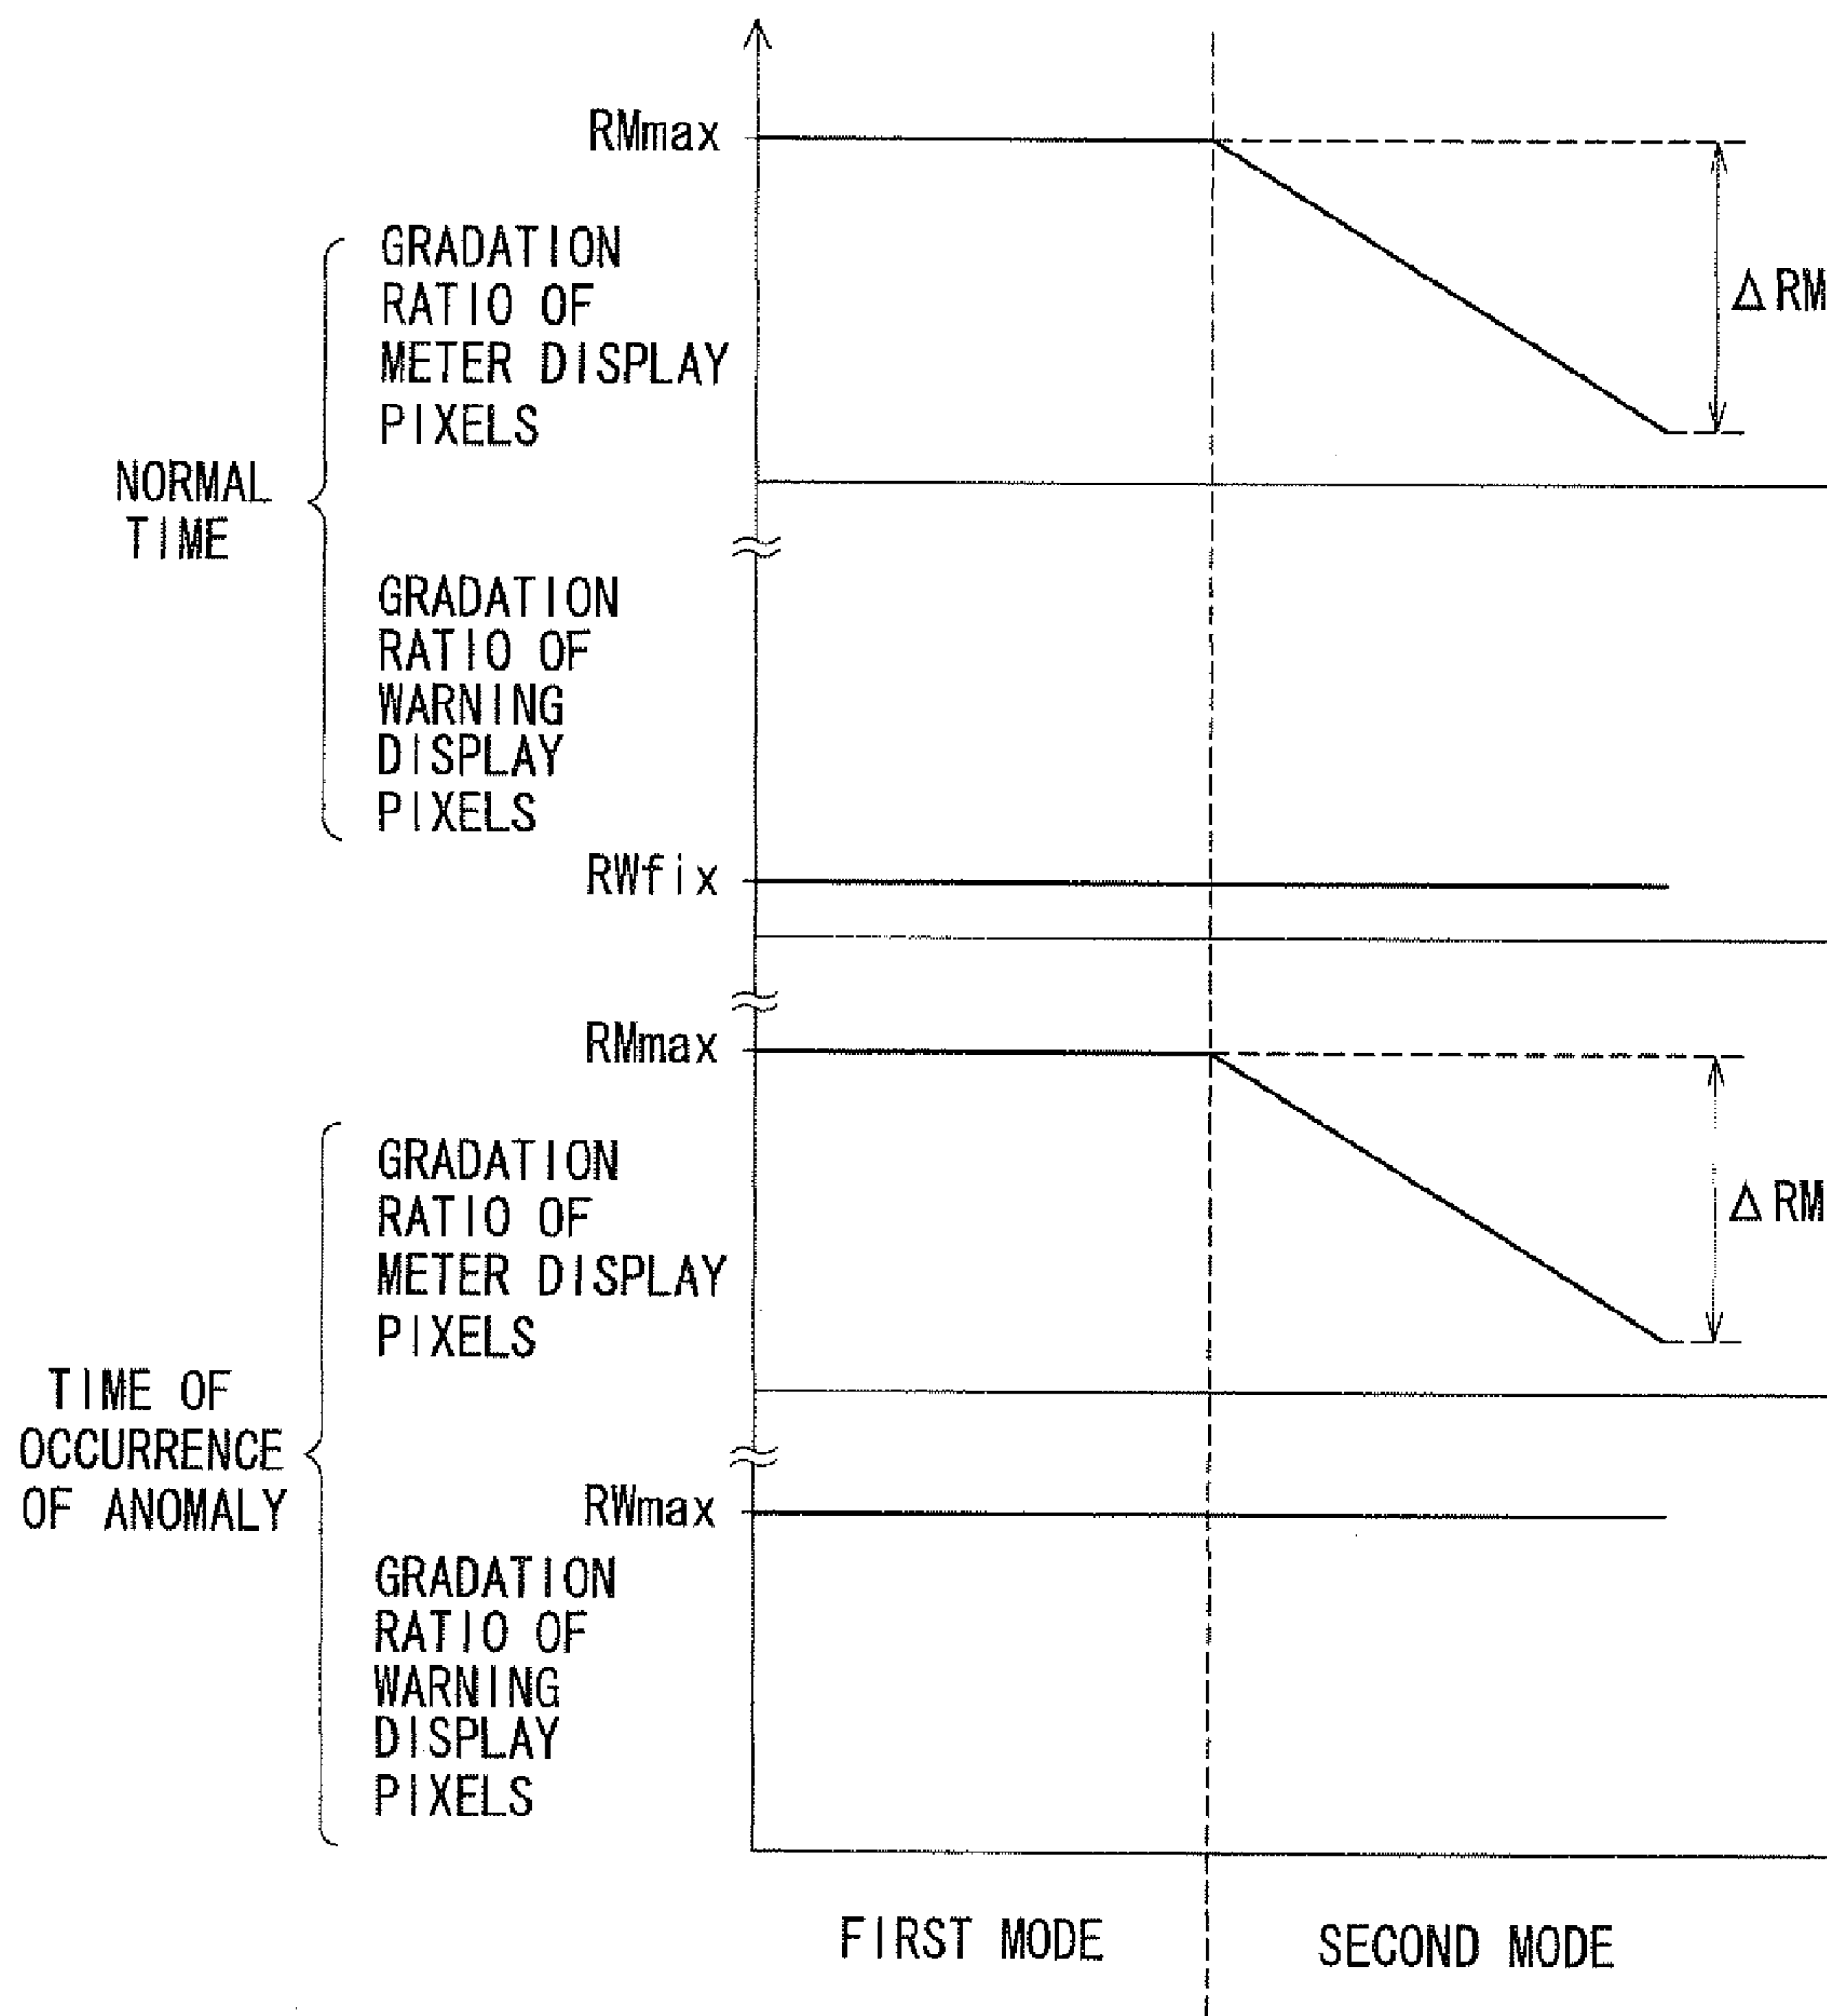 RMmax
GRADATION
RATIO OF
METER DISPLAY
PIXELS
ΔRM
NORMAL
TIME
GRADATION
RATIO OF
WARNING
DISPLAY
PIXELS
RWfix
RMmax
GRADATION
RATIO OF
METER DISPLAY
PIXELS
ΔRM
TIME OF
OCCURRENCE
OF ANOMALY
RWmax
GRADATION
RATIO OF
WARNING
DISPLAY
PIXELS
FIRST MODE
SECOND MODE